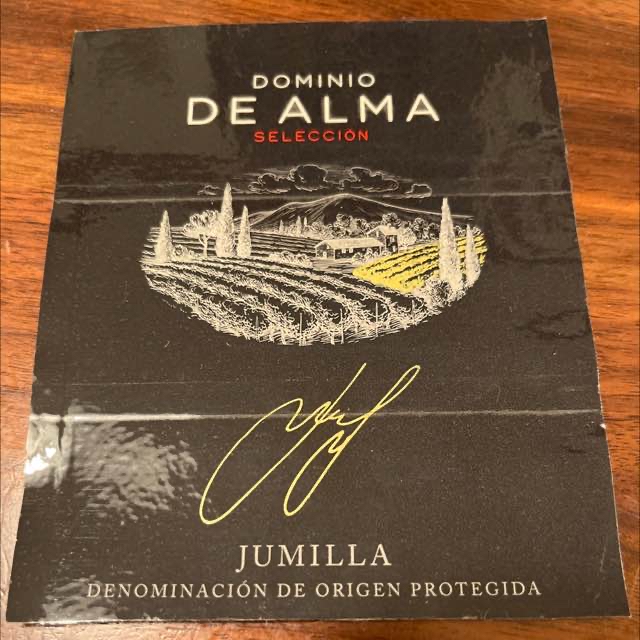 DOMINIO
DE ALMA
SELECCIÓN
JUMILLA
DENOMINACIÓN DE ORIGEN PROTEGIDA